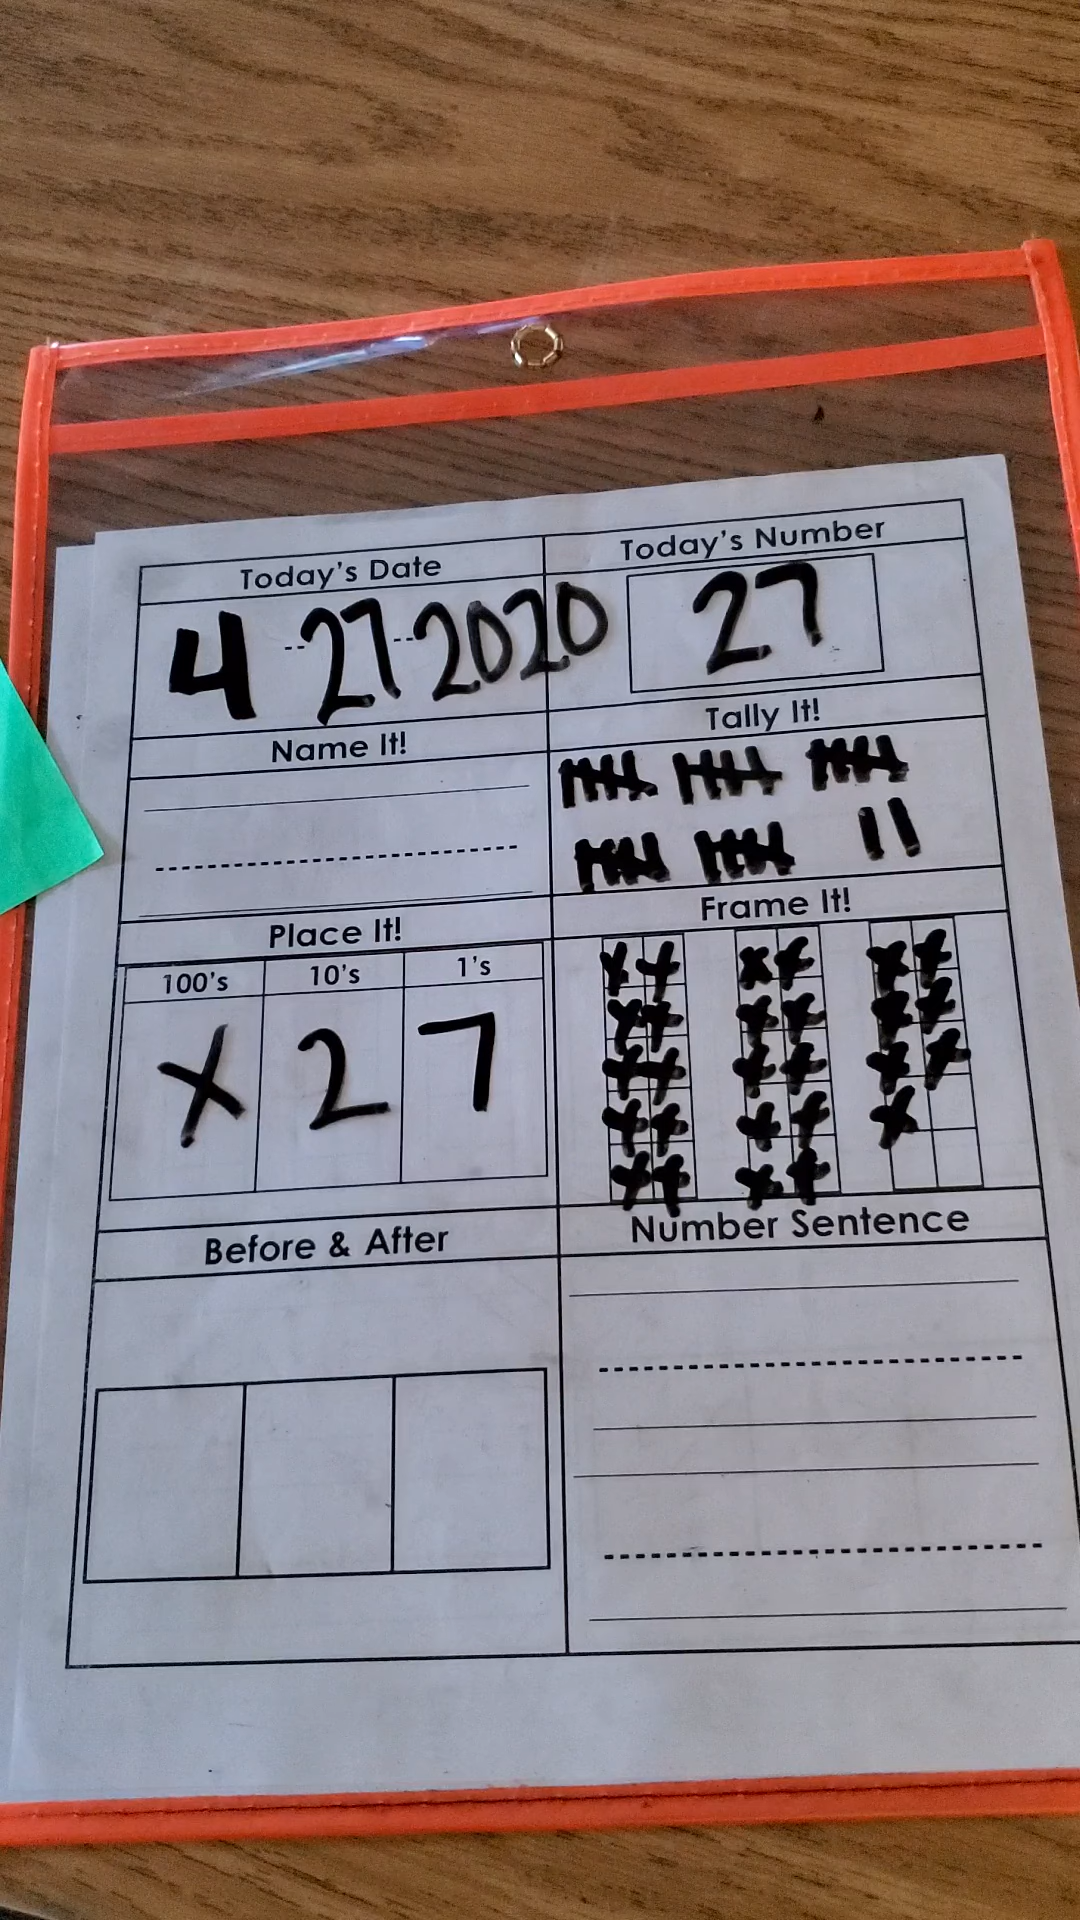 Today's Date
4-27-2020
Today's Number
27
Name It!
Tally It!
Place It!
100's 10's 1's
X 2 7
Frame It!
Before & After
Number Sentence